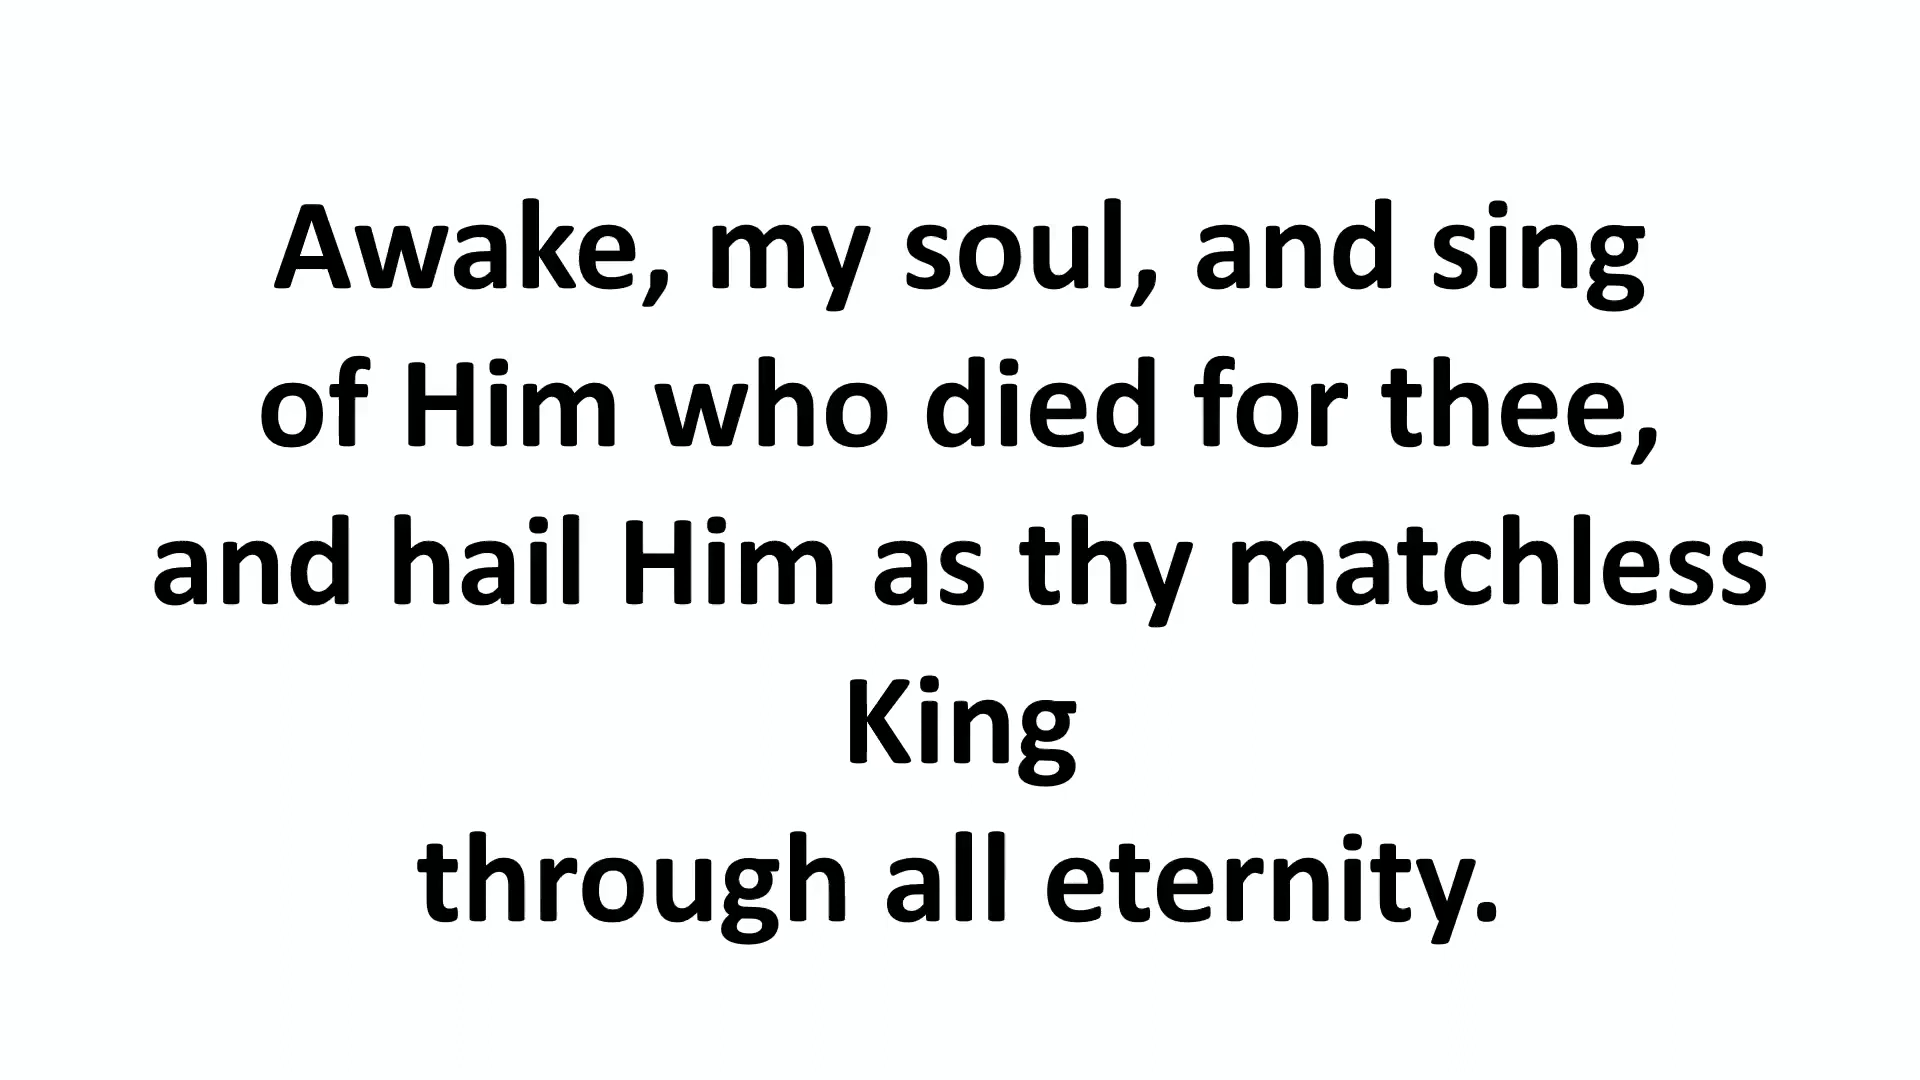 Awake, my soul, and sing
of Him who died for thee,
and hail Him as thy matchless
King
through all eternity.